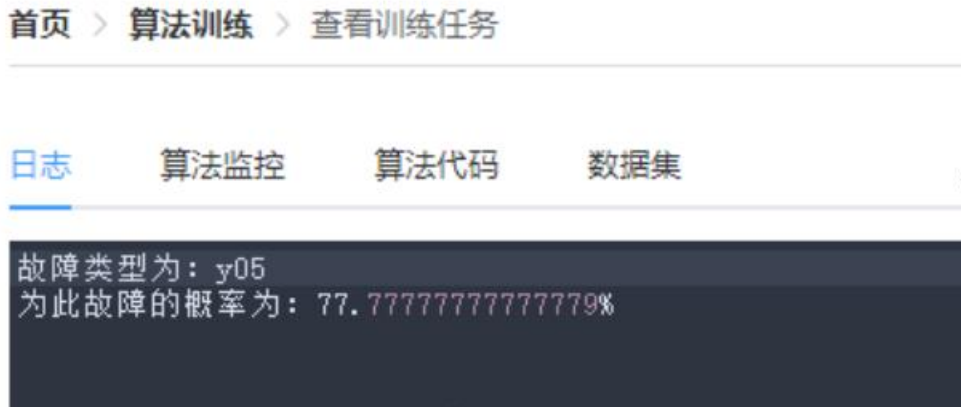 首页 > 算法训练 > 查看训练任务
日志 算法监控 算法代码 数据集
故障类型为: y05
为此故障的概率为: 77.77777777777779%